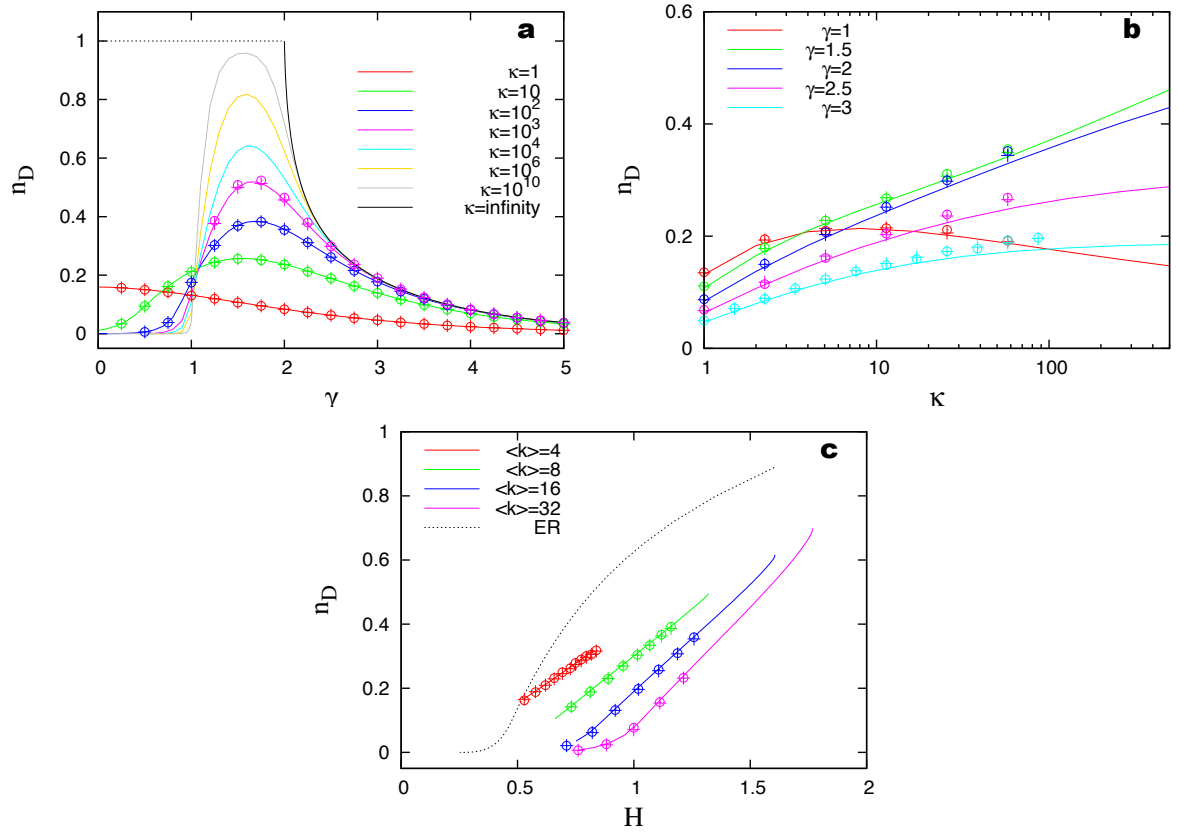 a
1
0.8
0.6
0.4
0.2
0
n_D
κ=1
κ=10
κ=10^2
κ=10^3
κ=10^4
κ=10^6
κ=10^10
κ=infinity
0 1 2 3 4 5
γ
b
0.6
0.4
0.2
0
n_D
γ=1
γ=1.5
γ=2
γ=2.5
γ=3
1 10 100
κ
c
1
0.8
0.6
0.4
0.2
0
n_D
<k>=4
<k>=8
<k>=16
<k>=32
ER
0 0.5 1 1.5 2
H